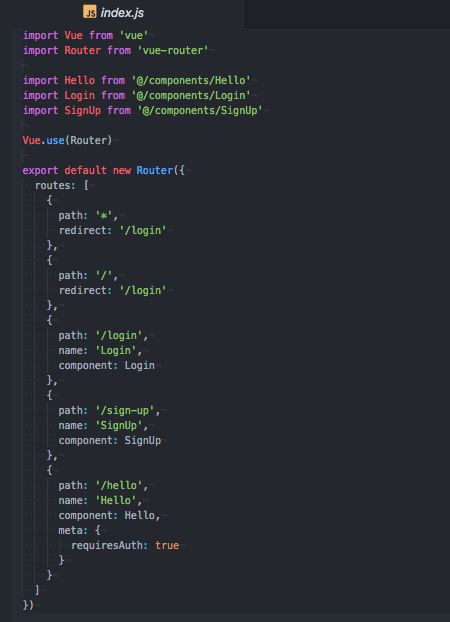 JS index.js
import Vue from 'vue'
import Router from 'vue-router'
import Hello from '@/components/Hello'
import Login from '@/components/Login'
import SignUp from '@/components/SignUp'
Vue.use(Router)
export default new Router({
  routes: [
    {
      path: '*',
      redirect: '/login'
    },
    {
      path: '/',
      redirect: '/login'
    },
    {
      path: '/login',
      name: 'Login',
      component: Login
    },
    {
      path: '/sign-up',
      name: 'SignUp',
      component: SignUp
    },
    {
      path: '/hello',
      name: 'Hello',
      component: Hello,
      meta: {
        requiresAuth: true
      }
    }
  ]
})